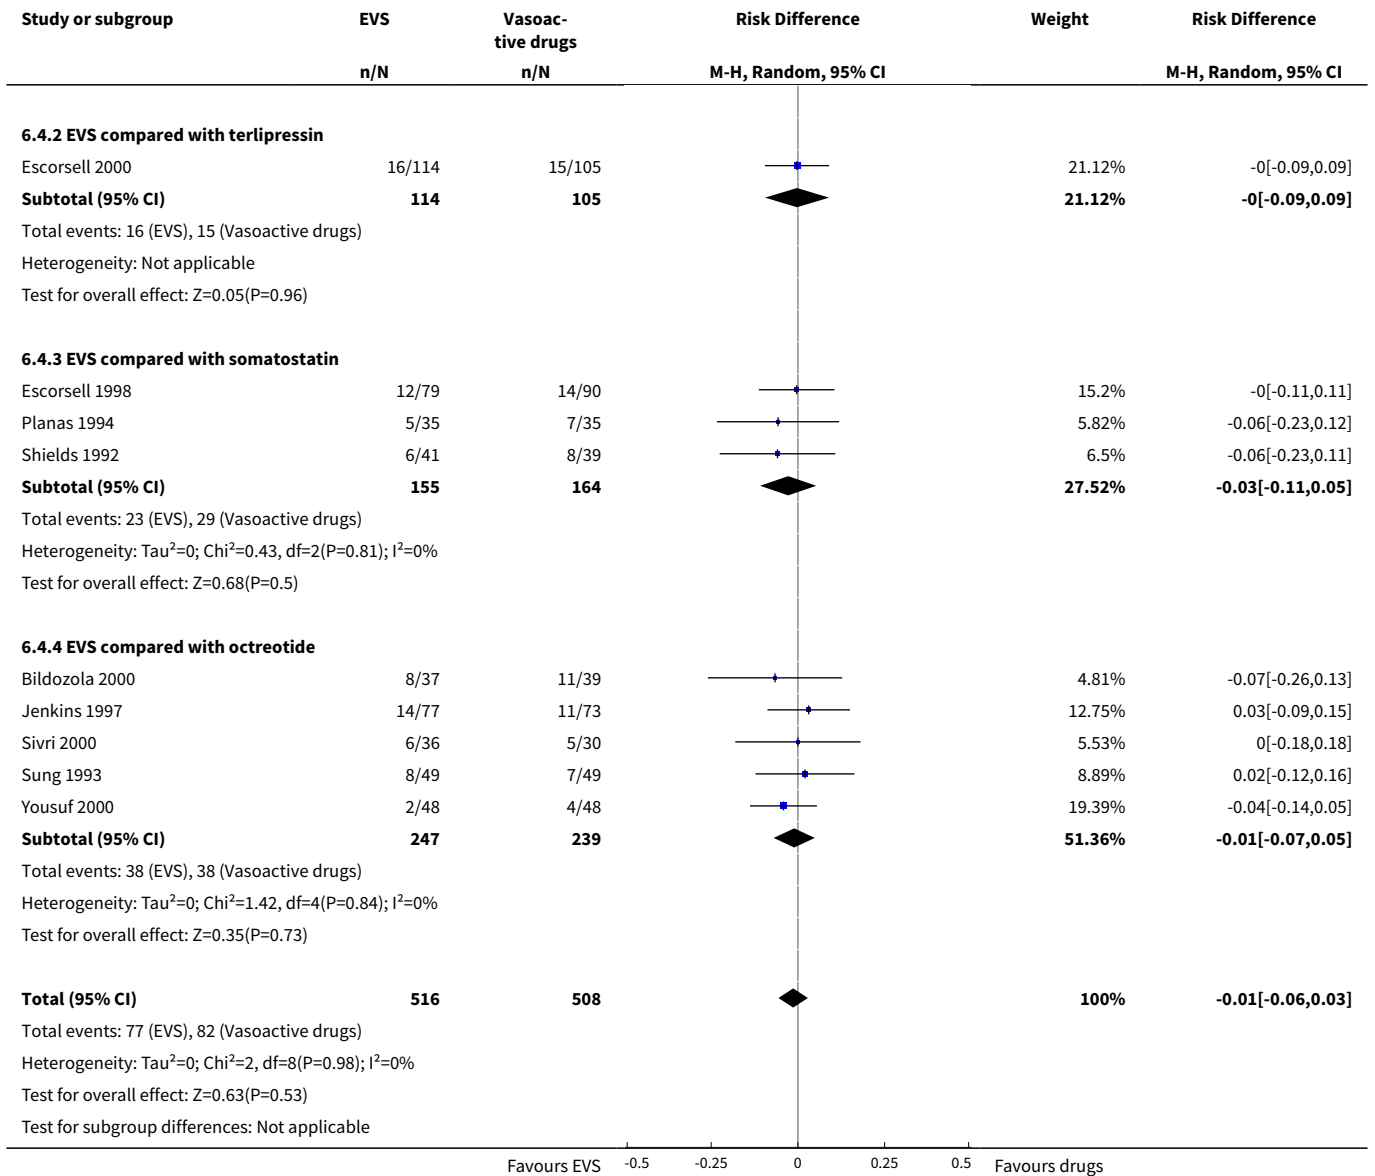 Study or subgroup EVS Vasoac- Risk Difference Weight Risk Difference
tive drugs
n/N n/N M-H, Random, 95% CI M-H, Random, 95% CI
6.4.2 EVS compared with terlipressin
Escorsell 2000 16/114 15/105 21.12% -0[-0.09,0.09]
Subtotal (95% CI) 114 105 21.12% -0[-0.09,0.09]
Total events: 16 (EVS), 15 (Vasoactive drugs)
Heterogeneity: Not applicable
Test for overall effect: Z=0.05(P=0.96)
6.4.3 EVS compared with somatostatin
Escorsell 1998 12/79 14/90 15.2% -0[-0.11,0.11]
Planas 1994 5/35 7/35 5.82% -0.06[-0.23,0.12]
Shields 1992 6/41 8/39 6.5% -0.06[-0.23,0.11]
Subtotal (95% CI) 155 164 27.52% -0.03[-0.11,0.05]
Total events: 23 (EVS), 29 (Vasoactive drugs)
Heterogeneity: Tau²=0; Chi²=0.43, df=2(P=0.81); I²=0%
Test for overall effect: Z=0.68(P=0.5)
6.4.4 EVS compared with octreotide
Bildozola 2000 8/37 11/39 4.81% -0.07[-0.26,0.13]
Jenkins 1997 14/77 11/73 12.75% 0.03[-0.09,0.15]
Sivri 2000 6/36 5/30 5.53% 0[-0.18,0.18]
Sung 1993 8/49 7/49 8.89% 0.02[-0.12,0.16]
Yousuf 2000 2/48 4/48 19.39% -0.04[-0.14,0.05]
Subtotal (95% CI) 247 239 51.36% -0.01[-0.07,0.05]
Total events: 38 (EVS), 38 (Vasoactive drugs)
Heterogeneity: Tau²=0; Chi²=1.42, df=4(P=0.84); I²=0%
Test for overall effect: Z=0.35(P=0.73)
Total (95% CI) 516 508 100% -0.01[-0.06,0.03]
Total events: 77 (EVS), 82 (Vasoactive drugs)
Heterogeneity: Tau²=0; Chi²=2, df=8(P=0.98); I²=0%
Test for overall effect: Z=0.63(P=0.53)
Test for subgroup differences: Not applicable
Favours EVS -0.5 -0.25 0 0.25 0.5 Favours drugs